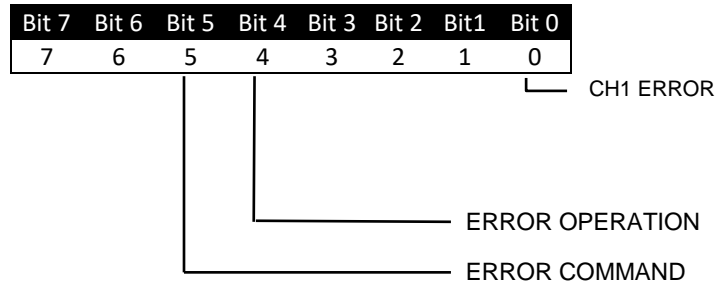 Bit 7 Bit 6 Bit 5 Bit 4 Bit 3 Bit 2 Bit1 Bit 0
7 6 5 4 3 2 1 0
CH1 ERROR
ERROR OPERATION
ERROR COMMAND